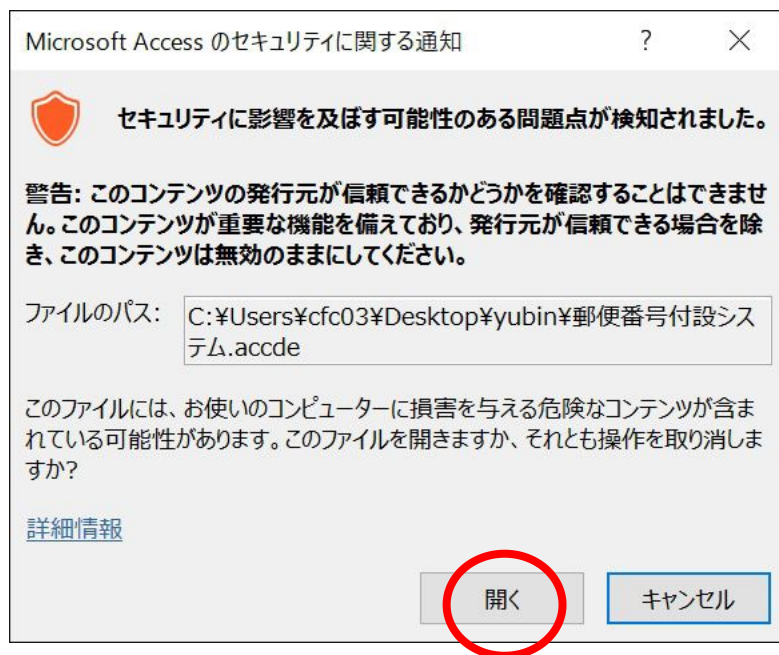 Microsoft Access のセキュリティに関する通知 ?
セキュリティに影響を及ぼす可能性のある問題点が検知されました。
警告: このコンテンツの発行元が信頼できるかどうかを確認することはできませ
ん。このコンテンツが重要な機能を備えており、発行元が信頼できる場合を除
き、このコンテンツは無効のままにしてください。
ファイルのパス: C:¥Users¥cfc03¥Desktop¥yubin¥郵便番号付設シス
テム.accde
このファイルには、お使いのコンピューターに損害を与える危険なコンテンツが含ま
れている可能性があります。このファイルを開きますか、それとも操作を取り消しま
すか?
詳細情報
開く キャンセル